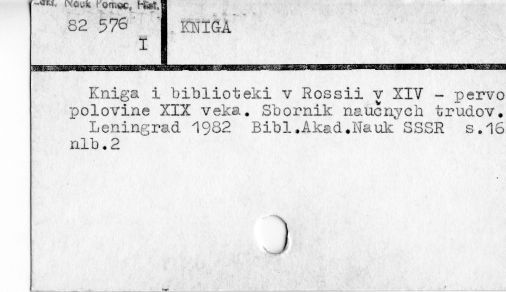 Zakł. Nauk Pomoc. Hist.
82 576
I
KNIGA
Kniga i biblioteki v Rossii v XIV - pervo
polovine XIX veka. Sbornik naučnych trudov.
Leningrad 1982 Bibl.Akad.Nauk SSSR s.16
nlb.2